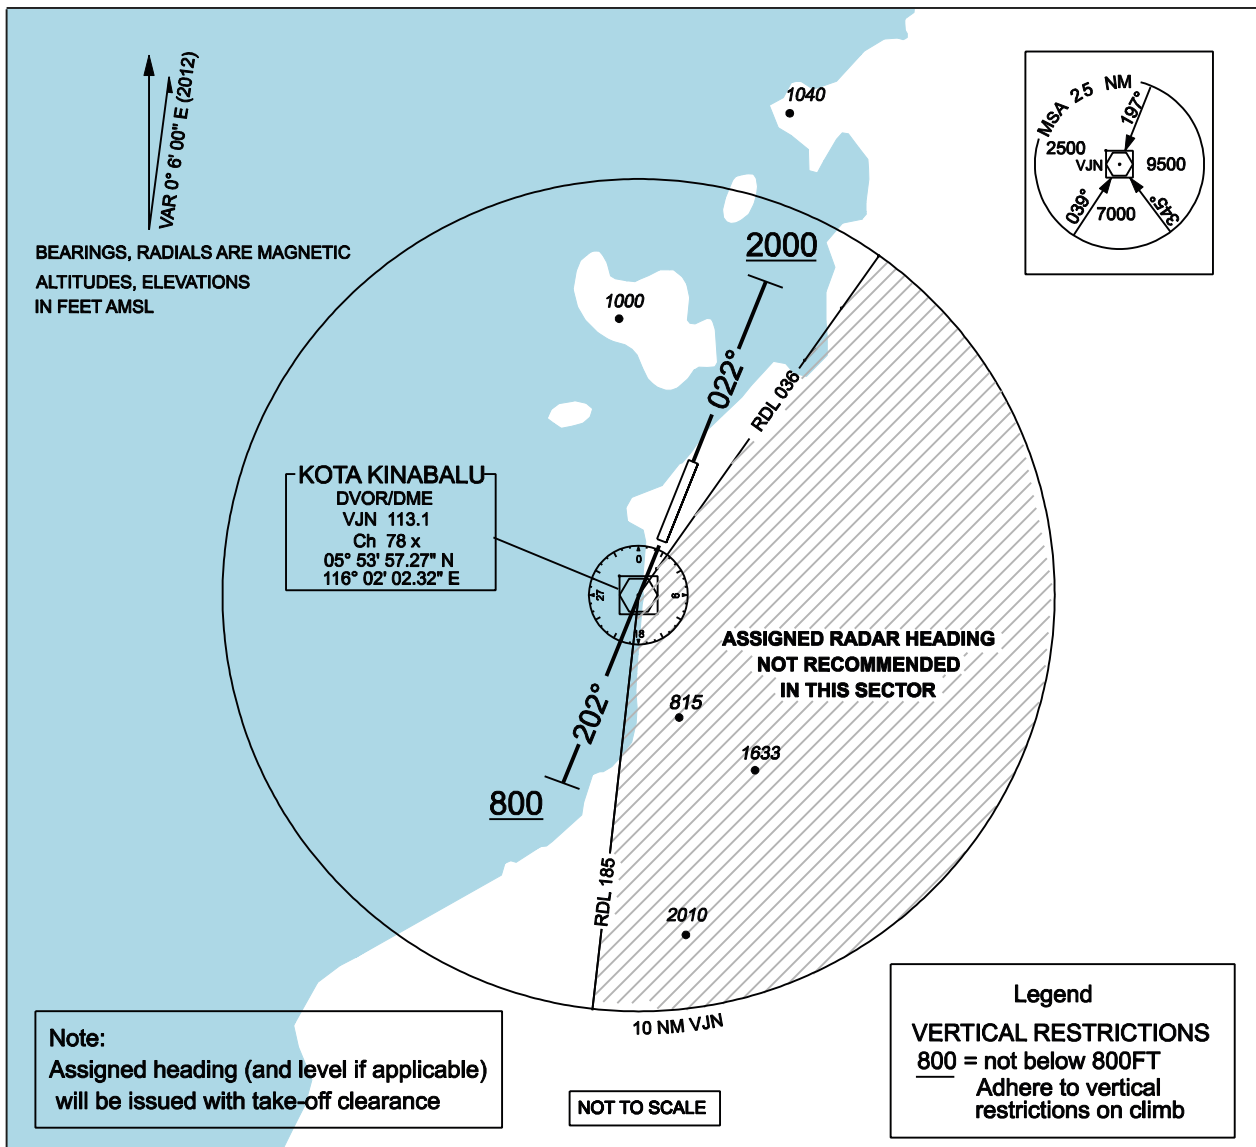 VAR 0° 6' 00" E (2012)
BEARINGS, RADIALS ARE MAGNETIC
ALTITUDES, ELEVATIONS
IN FEET AMSL
1040
MSA 25 NM
197°
2500
VJN
9500
039°
7000
345°
2000
1000
022°
RDL 036
KOTA KINABALU
DVOR/DME
VJN 113.1
Ch 78 x
05° 53' 57.27" N
116° 02' 02.32" E
0
27
9
18
ASSIGNED RADAR HEADING
NOT RECOMMENDED
IN THIS SECTOR
815
202°
1633
800
RDL 185
2010
10 NM VJN
Note:
Assigned heading (and level if applicable)
will be issued with take-off clearance
NOT TO SCALE
Legend
VERTICAL RESTRICTIONS
800 = not below 800FT
Adhere to vertical
restrictions on climb